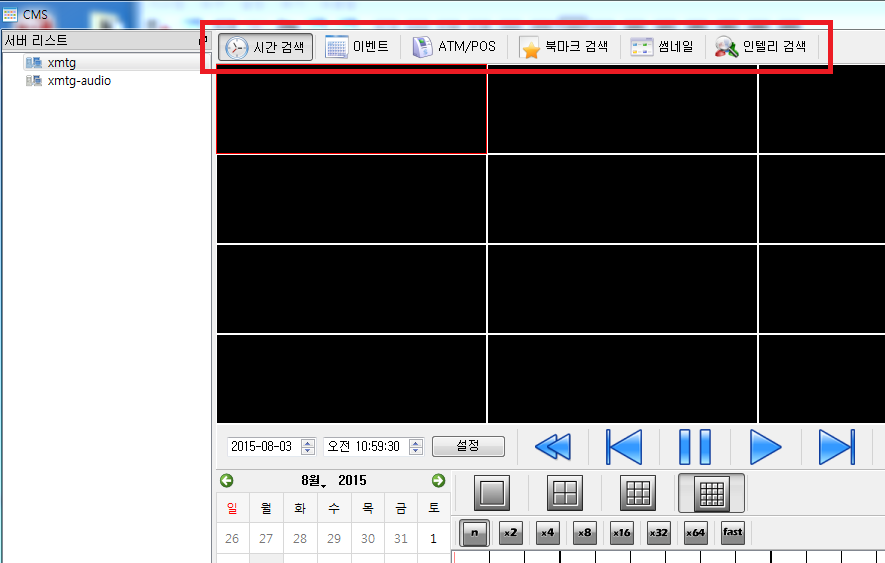 CMS
서버 리스트
xmtg
xmtg-audio
시간 검색 이벤트 ATM/POS 북마크 검색 썸네일 인텔리 검색
2015-08-03 오전 10:59:30 설정
8월, 2015
일 월 화 수 목 금 토
26 27 28 29 30 31 1
n x2 x4 x8 x16 x32 x64 fast